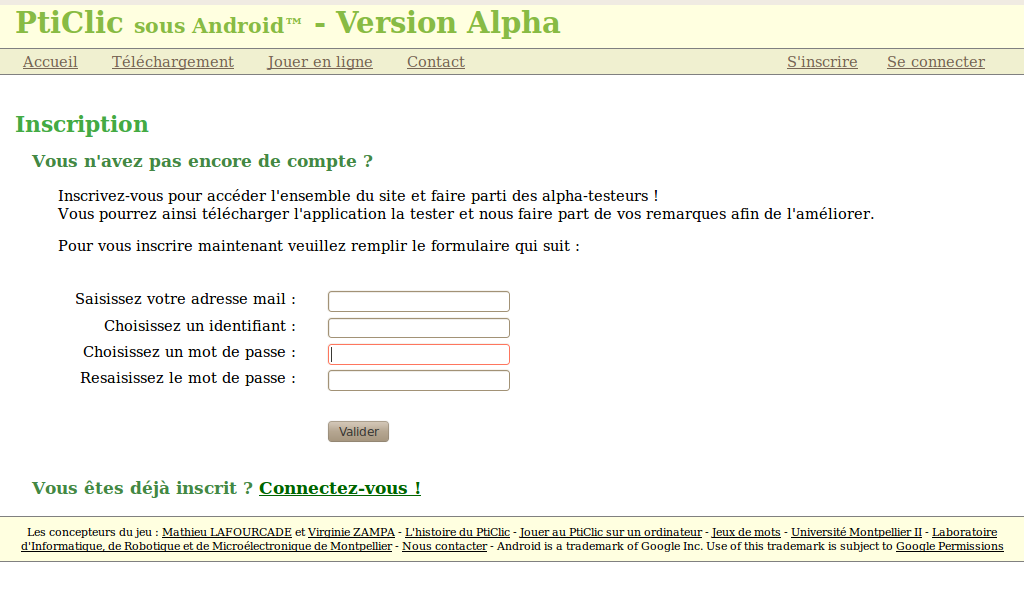 PtiClic sous Android™ - Version Alpha
Accueil Téléchargement Jouer en ligne Contact S'inscrire Se connecter
Inscription
Vous n'avez pas encore de compte ?
Inscrivez-vous pour accéder l'ensemble du site et faire parti des alpha-testeurs !
Vous pourrez ainsi télécharger l'application la tester et nous faire part de vos remarques afin de l'améliorer.
Pour vous inscrire maintenant veuillez remplir le formulaire qui suit :
Saisissez votre adresse mail :
Choisissez un identifiant :
Choisissez un mot de passe :
Resaisissez le mot de passe :
Valider
Vous êtes déjà inscrit ? Connectez-vous !
Les concepteurs du jeu : Mathieu LAFOURCADE et Virginie ZAMPA - L'histoire du PtiClic - Jouer au PtiClic sur un ordinateur - Jeux de mots - Université Montpellier II - Laboratoire
d'Informatique, de Robotique et de Microélectronique de Montpellier - Nous contacter - Android is a trademark of Google Inc. Use of this trademark is subject to Google Permissions